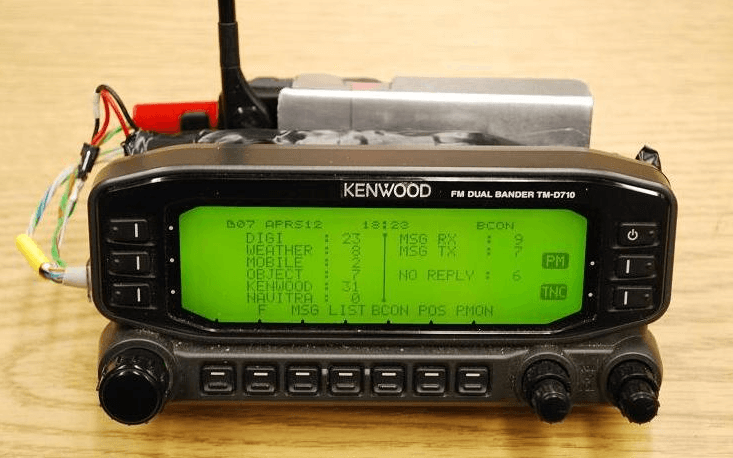 KENWOOD FM DUAL BANDER TM-D710
B07 APRS12 18:23 BCON
DIGI : 23 MSG RX : 9
WEATHER : 8 MSG TX : 7
MOBILE : 2
OBJECT : 7 NO REPLY : 6
KENWOOD : 31
NAVITRA : 0
PM
TNC
F MSG LIST BCON POS P.MON